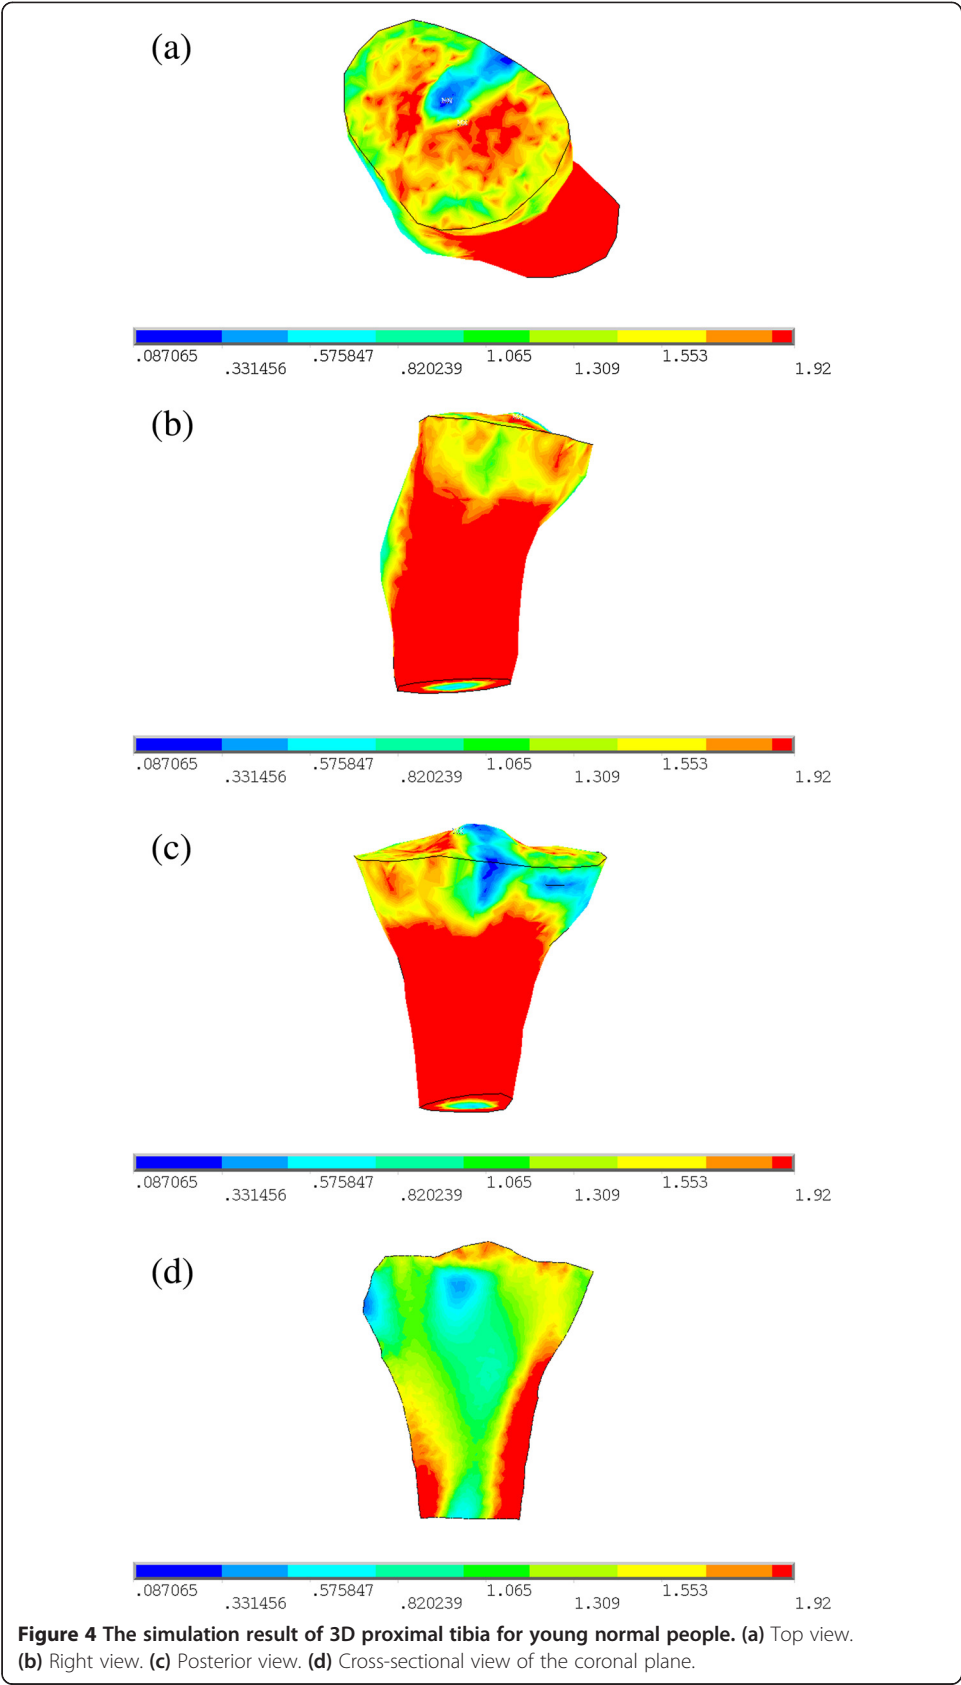 (a)
.087065 .575847 1.065 1.553
.331456 .820239 1.309 1.92
(b)
.087065 .575847 1.065 1.553
.331456 .820239 1.309 1.92
(c)
.087065 .575847 1.065 1.553
.331456 .820239 1.309 1.92
(d)
.087065 .575847 1.065 1.553
.331456 .820239 1.309 1.92
Figure 4 The simulation result of 3D proximal tibia for young normal people. (a) Top view.
(b) Right view. (c) Posterior view. (d) Cross-sectional view of the coronal plane.